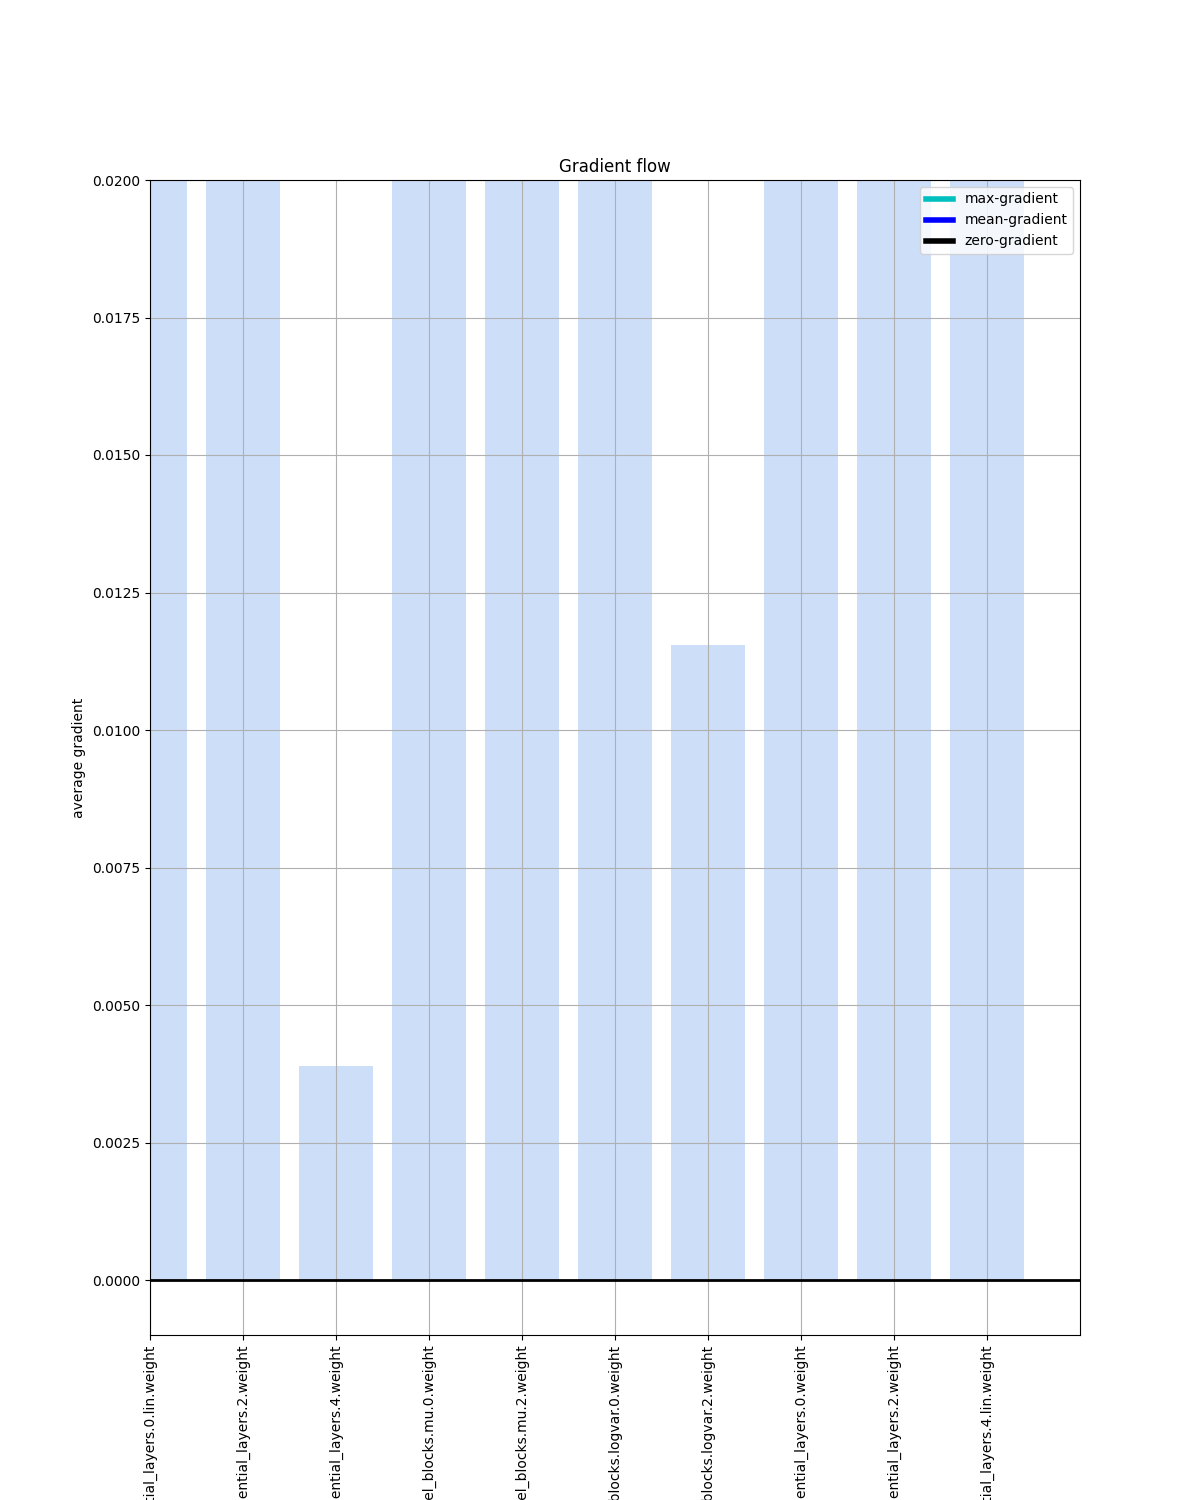 Gradient flow
max-gradient
mean-gradient
zero-gradient
0.0200
0.0175
0.0150
0.0125
0.0100
0.0075
0.0050
0.0025
0.0000
average gradient
tial_layers.0.lin.weight
ential_layers.2.weight
ential_layers.4.weight
el_blocks.mu.0.weight
el_blocks.mu.2.weight
blocks.logvar.0.weight
blocks.logvar.2.weight
ential_layers.0.weight
ential_layers.2.weight
tial_layers.4.lin.weight